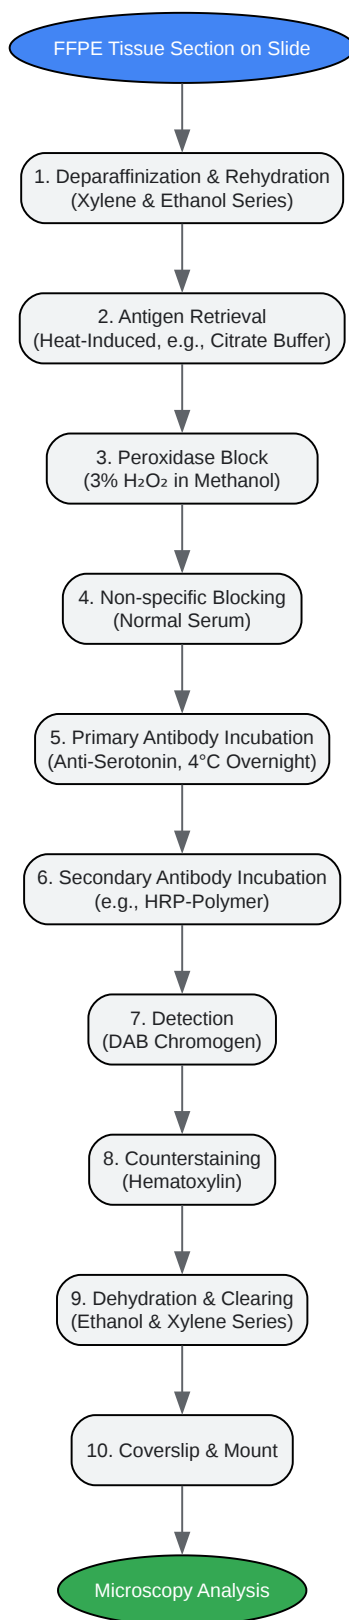 FFPE Tissue Section on Slide
1. Deparaffinization & Rehydration
(Xylene & Ethanol Series)
2. Antigen Retrieval
(Heat-Induced, e.g., Citrate Buffer)
3. Peroxidase Block
(3% H₂O₂ in Methanol)
4. Non-specific Blocking
(Normal Serum)
5. Primary Antibody Incubation
(Anti-Serotonin, 4°C Overnight)
6. Secondary Antibody Incubation
(e.g., HRP-Polymer)
7. Detection
(DAB Chromogen)
8. Counterstaining
(Hematoxylin)
9. Dehydration & Clearing
(Ethanol & Xylene Series)
10. Coverslip & Mount
Microscopy Analysis